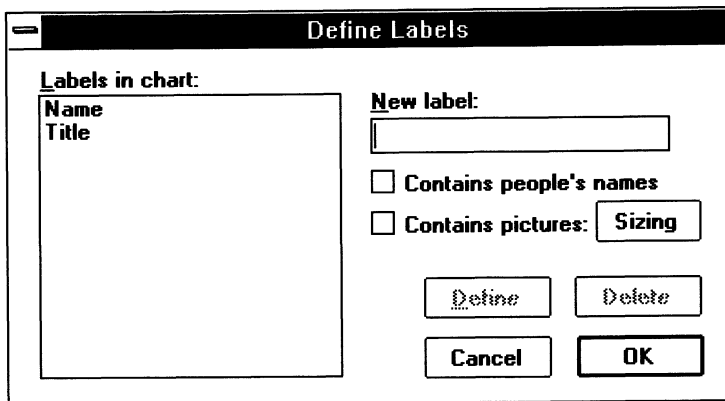 Define Labels
Labels in chart:
Name
Title
New label:
Contains people's names
Contains pictures:
Sizing
Define
Delete
Cancel
OK